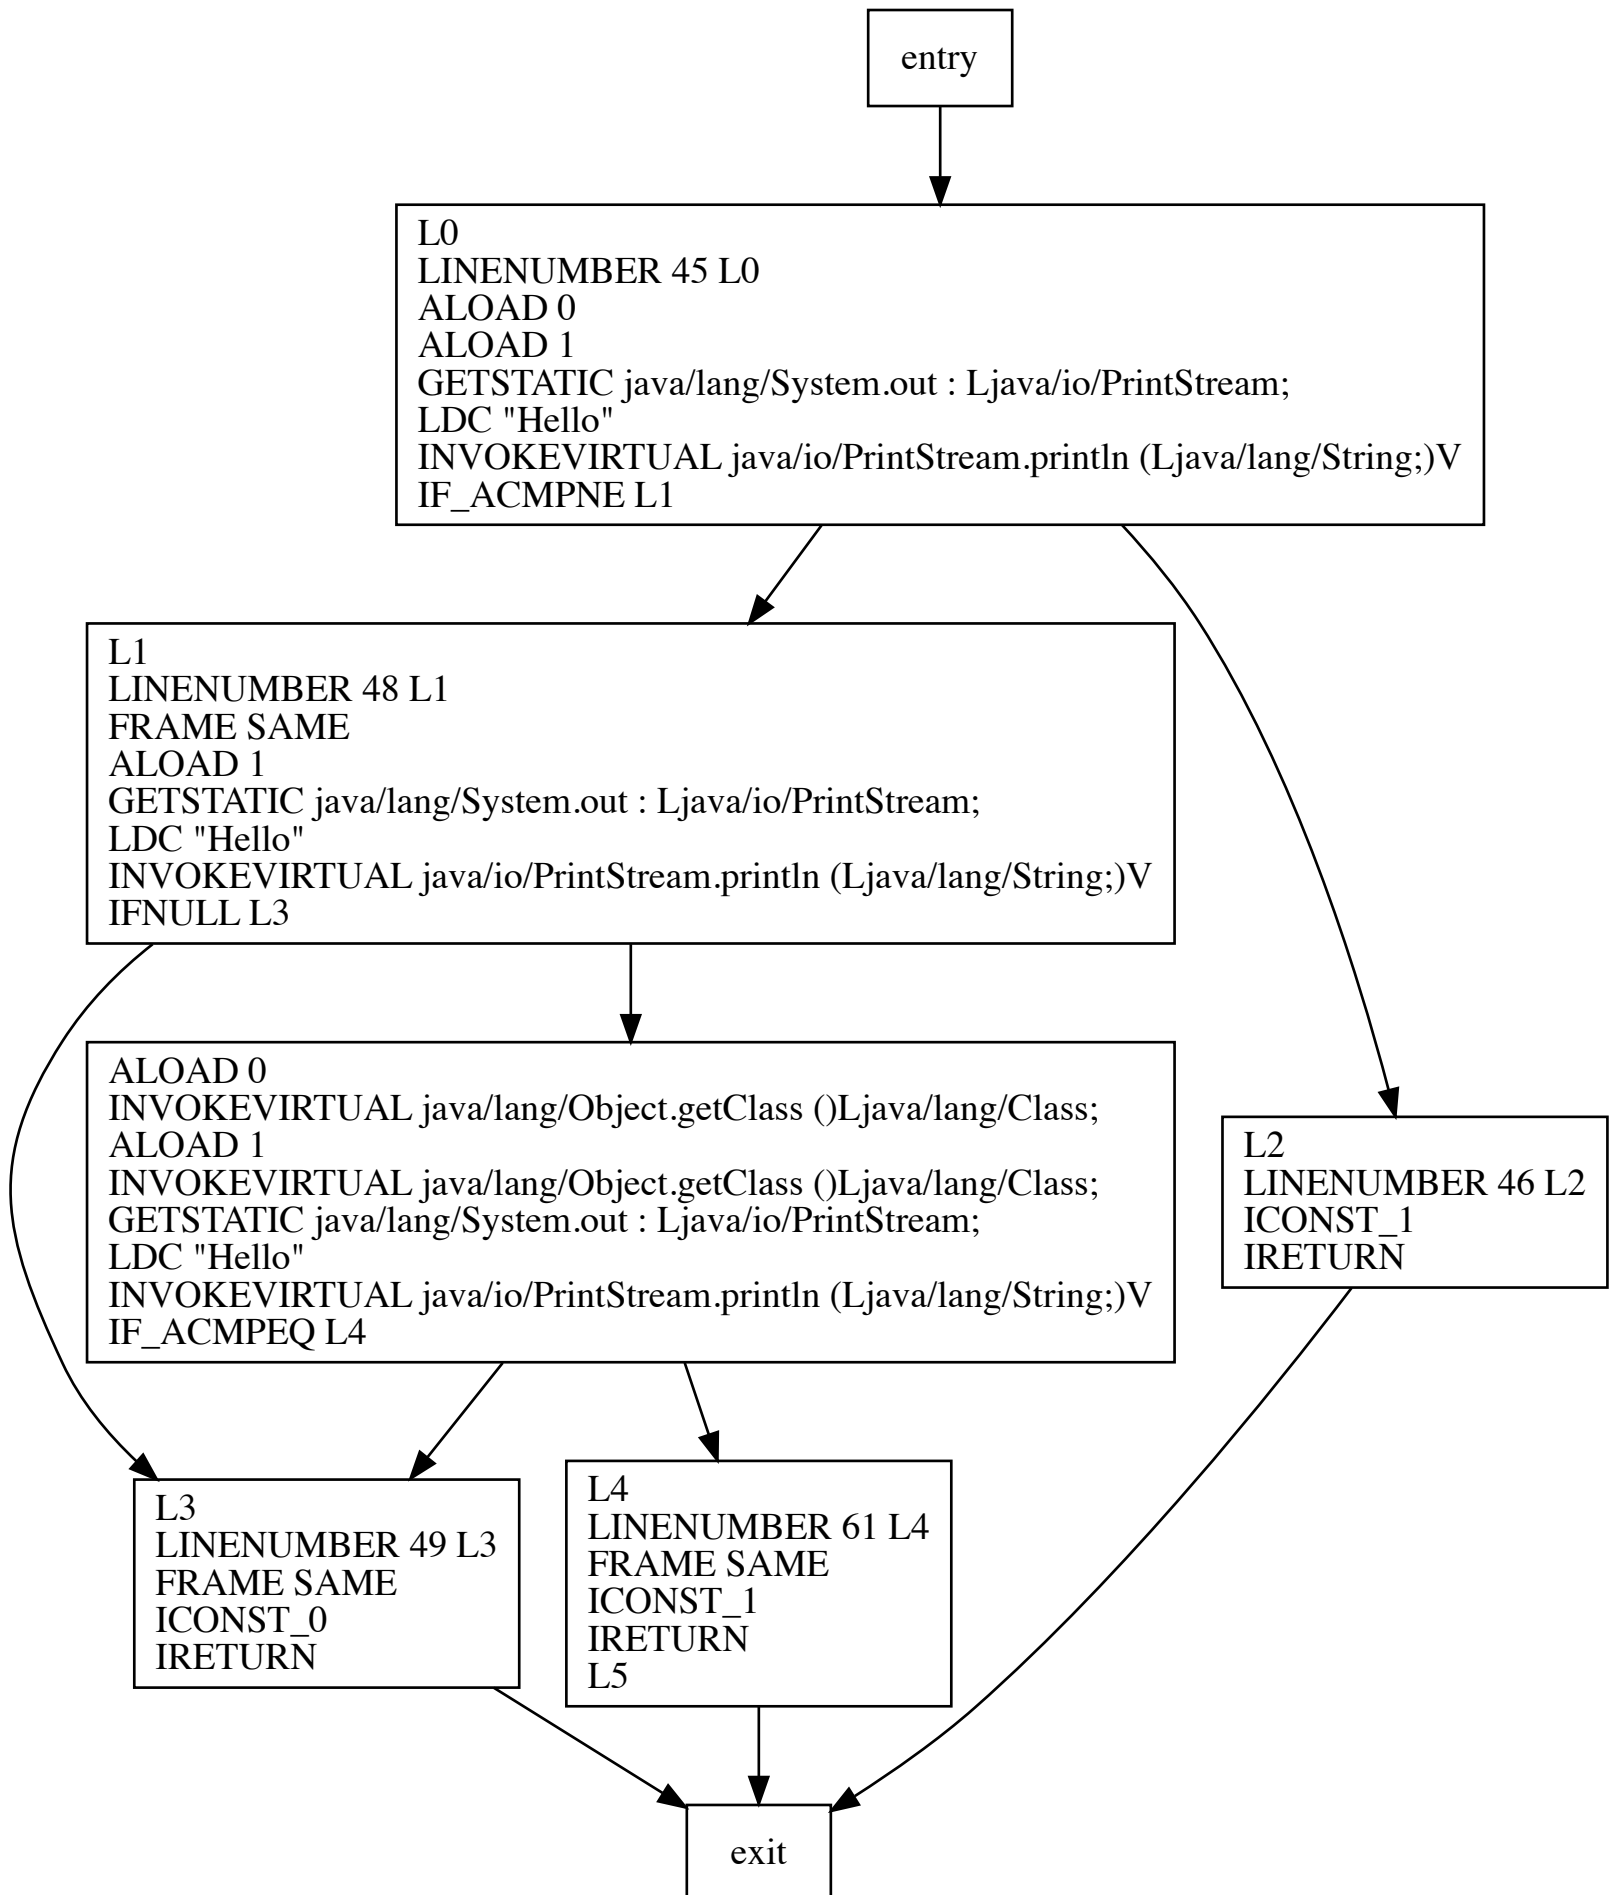 entry
L0
LINENUMBER 45 L0
ALOAD 0
ALOAD 1
GETSTATIC java/lang/System.out : Ljava/io/PrintStream;
LDC "Hello"
INVOKEVIRTUAL java/io/PrintStream.println (Ljava/lang/String;)V
IF_ACMPNE L1
L1
LINENUMBER 48 L1
FRAME SAME
ALOAD 1
GETSTATIC java/lang/System.out : Ljava/io/PrintStream;
LDC "Hello"
INVOKEVIRTUAL java/io/PrintStream.println (Ljava/lang/String;)V
IFNULL L3
ALOAD 0
INVOKEVIRTUAL java/lang/Object.getClass ()Ljava/lang/Class;
ALOAD 1
INVOKEVIRTUAL java/lang/Object.getClass ()Ljava/lang/Class;
GETSTATIC java/lang/System.out : Ljava/io/PrintStream;
LDC "Hello"
INVOKEVIRTUAL java/io/PrintStream.println (Ljava/lang/String;)V
IF_ACMPEQ L4
L2
LINENUMBER 46 L2
ICONST_1
IRETURN
L3
LINENUMBER 49 L3
FRAME SAME
ICONST_0
IRETURN
L4
LINENUMBER 61 L4
FRAME SAME
ICONST_1
IRETURN
L5
exit